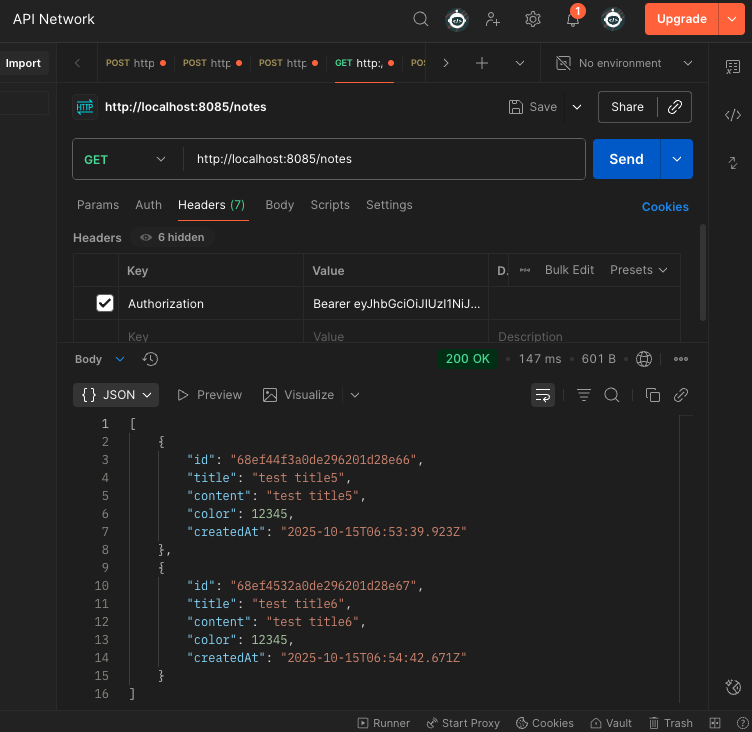 API Network
1
Upgrade
Import
POST http
POST http
POST http
GET http:,
POS
No environment
HTTP
http://localhost:8085/notes
Save
Share
GET
http://localhost:8085/notes
Send
Params
Auth
Headers (7)
Body
Scripts
Settings
Cookies
Headers
6 hidden
Key
Value
D.
Bulk Edit
Presets
Authorization
Bearer eyJhbGciOiJIUzI1NiJ...
Key
Value
Description
Body
200 OK
147 ms
601 B
{} JSON
Preview
Visualize
1 [
2 {
3 "id": "68ef44f3a0de296201d28e66",
4 "title": "test title5",
5 "content": "test title5",
6 "color": 12345,
7 "createdAt": "2025-10-15T06:53:39.923Z"
8 },
9 {
10 "id": "68ef4532a0de296201d28e67",
11 "title": "test title6",
12 "content": "test title6",
13 "color": 12345,
14 "createdAt": "2025-10-15T06:54:42.671Z"
15 }
16 ]
Runner
Start Proxy
Cookies
Vault
Trash